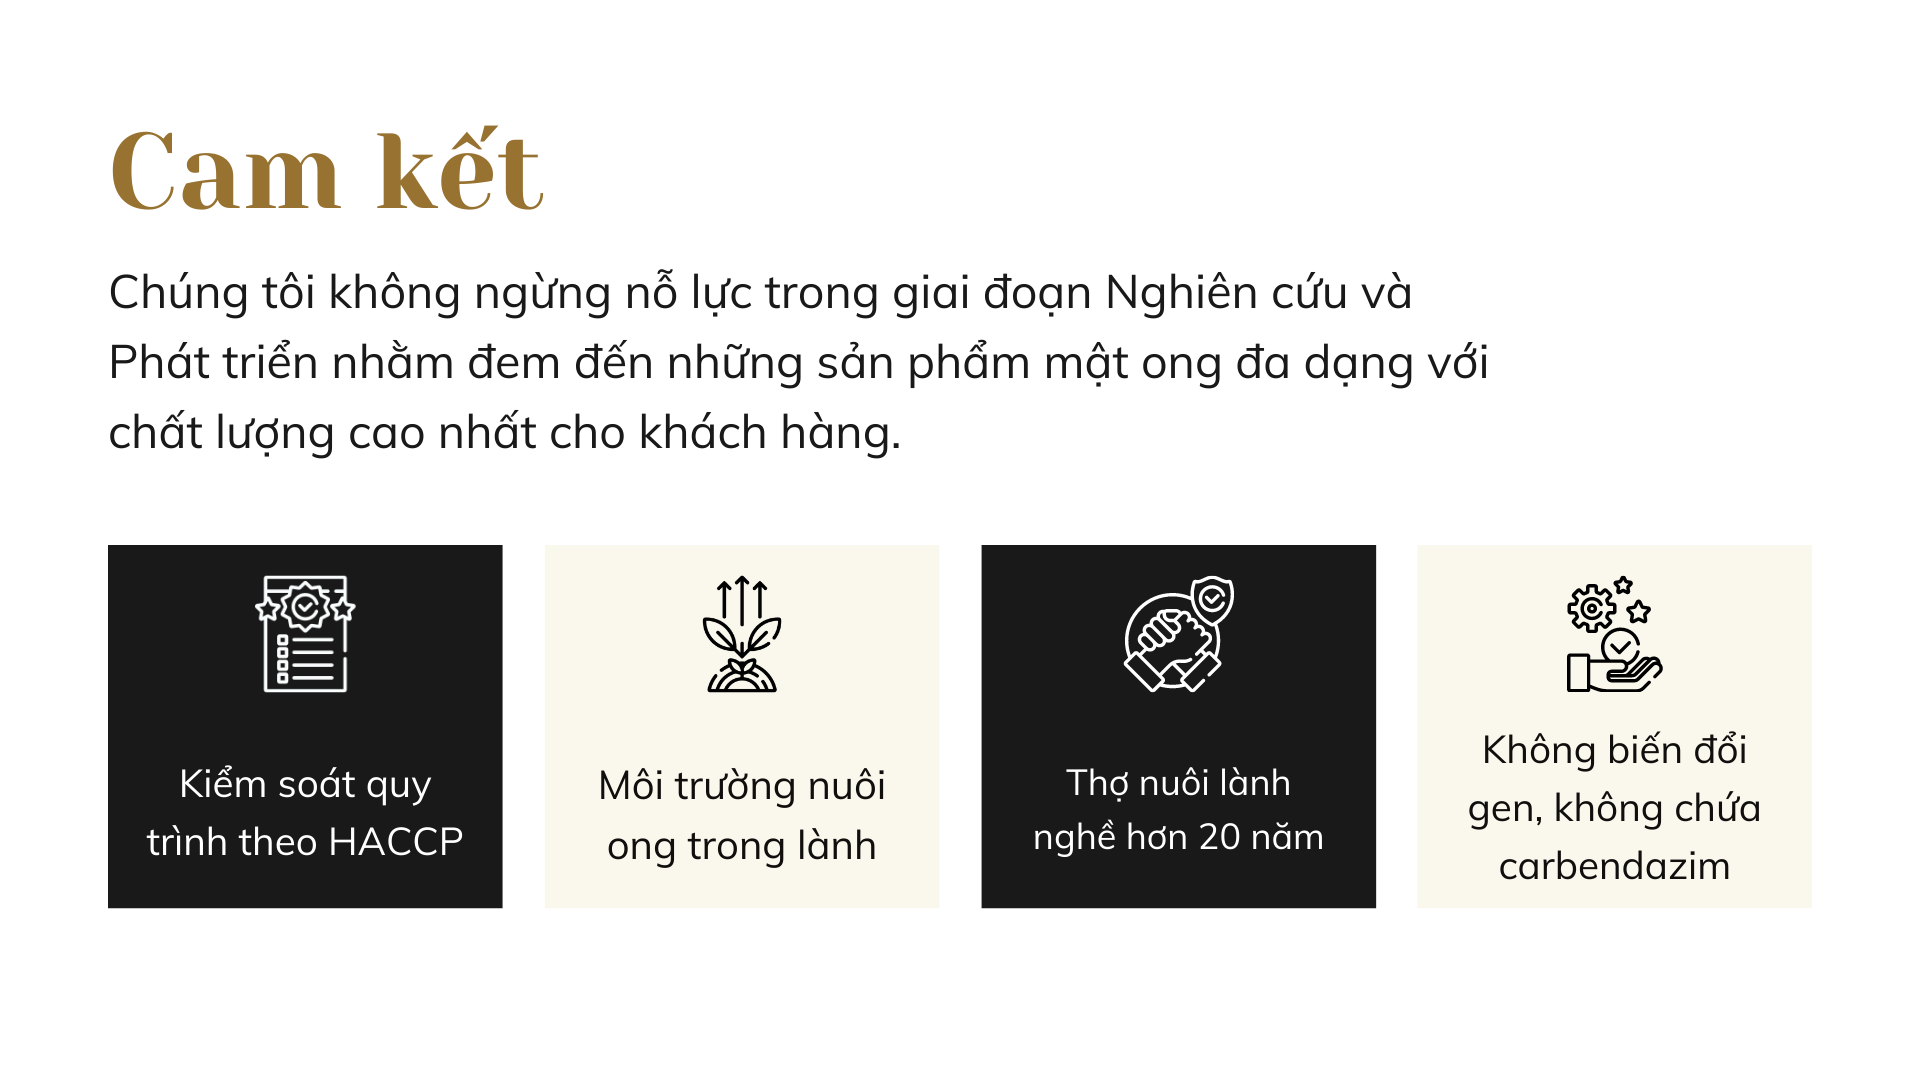 Cam kết
Chúng tôi không ngừng nỗ lực trong giai đoạn Nghiên cứu và
Phát triển nhằm đem đến những sản phẩm mật ong đa dạng với
chất lượng cao nhất cho khách hàng.
Kiểm soát quy
trình theo HACCP
Môi trường nuôi
ong trong lành
Thợ nuôi lành
nghề hơn 20 năm
Không biến đổi
gen, không chứa
carbendazim